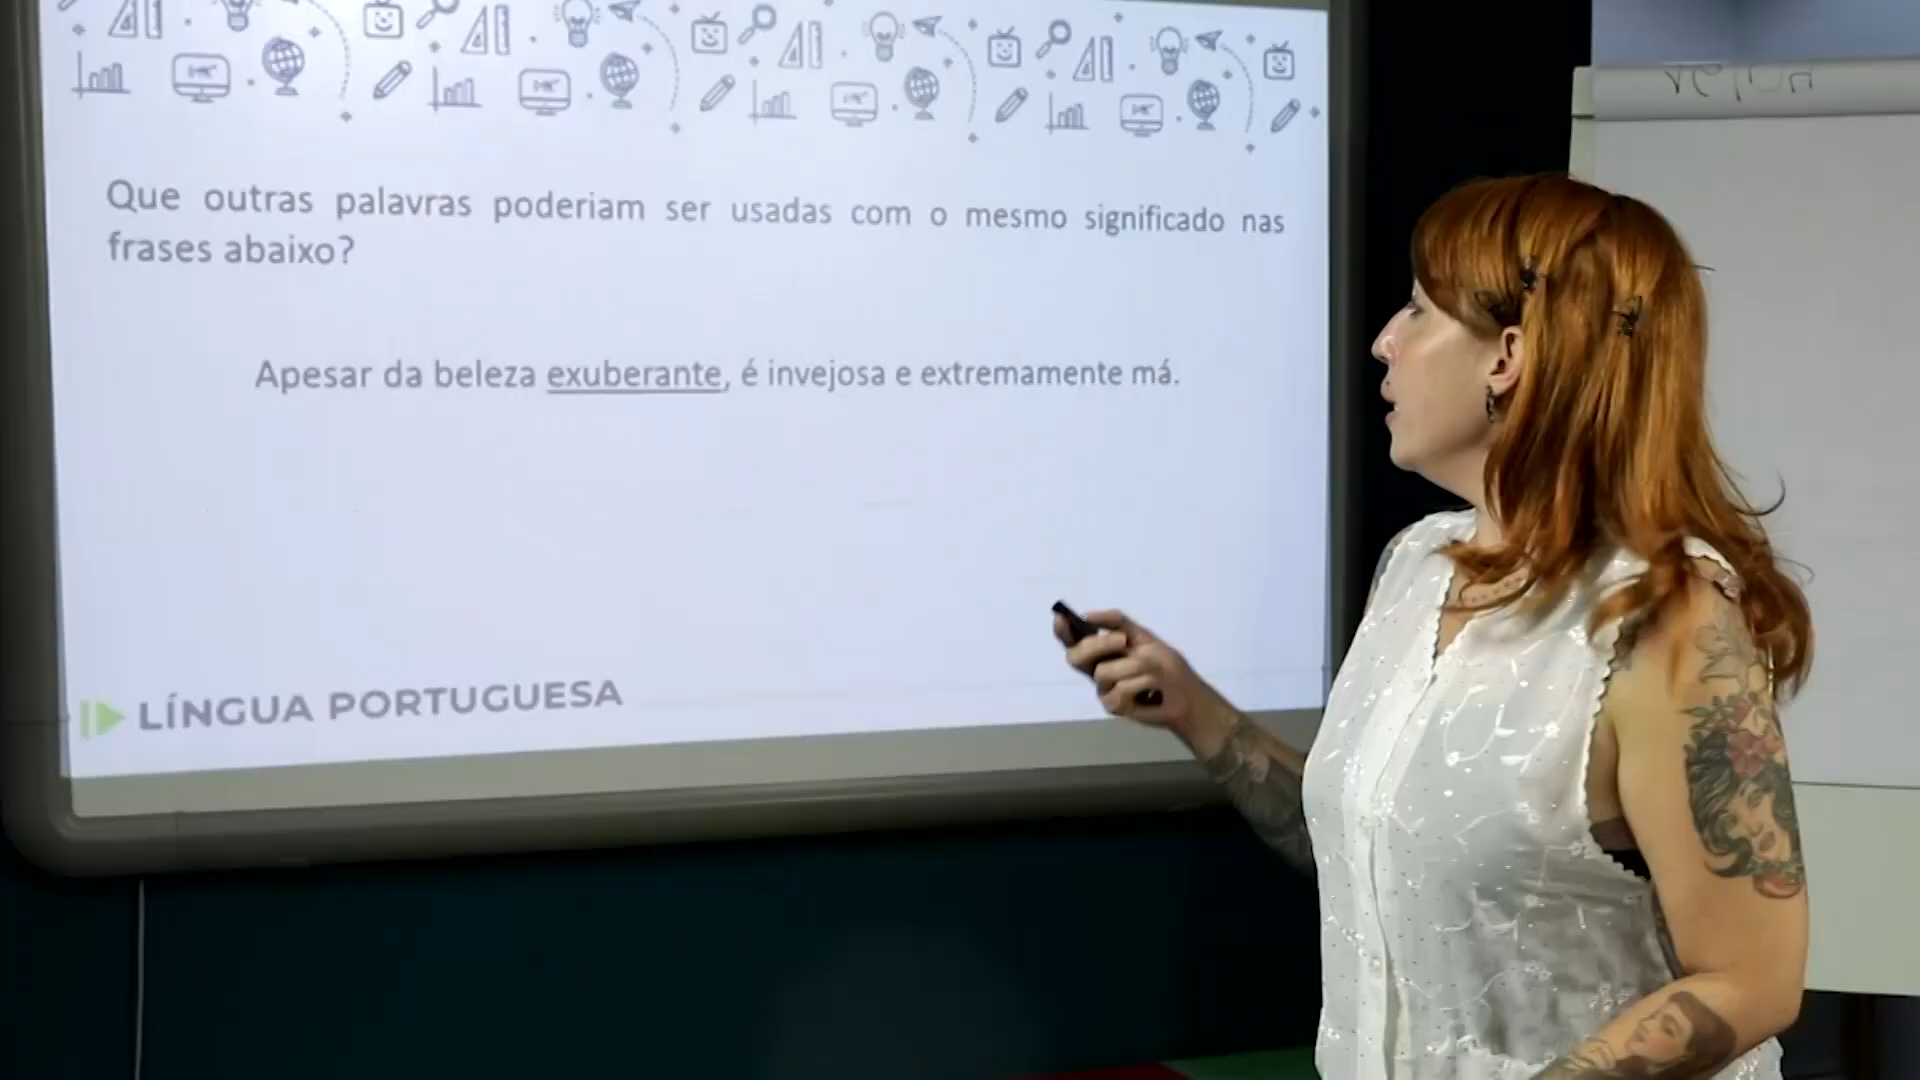 Que outras palavras poderiam ser usadas com o mesmo significado nas
frases abaixo?
Apesar da beleza exuberante, é invejosa e extremamente má.
LÍNGUA PORTUGUESA